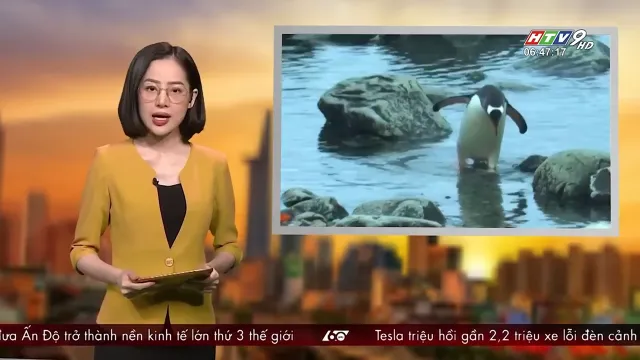 HTV9 HD
06:47:17
đưa Ấn Độ trở thành nền kinh tế lớn thứ 3 thế giới
Tesla triệu hồi gần 2,2 triệu xe lỗi đèn cảnh